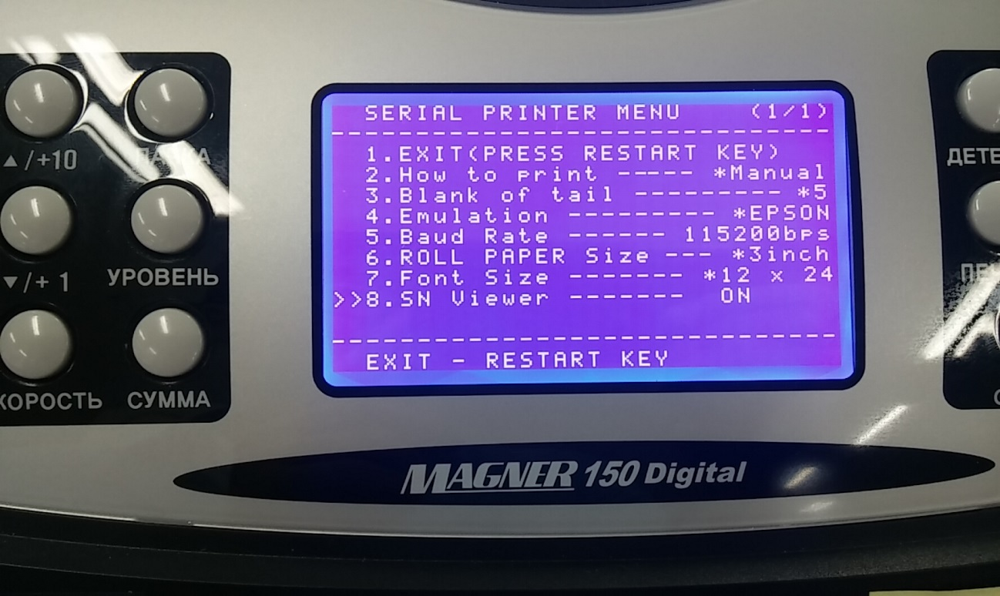 SERIAL PRINTER MENU (1/1)
------------------------------
1.EXIT(PRESS RESTART KEY)
2.How to print ----- *Manual
3.Blank of tail --------- *5
4.Emulation --------- *EPSON
5.Baud Rate ------ 115200bps
6.ROLL PAPER Size --- *3inch
7.Font Size ------- *12 x 24
>>8.SN Viewer ------- ON
------------------------------
EXIT - RESTART KEY
▲/+10
▼/+ 1
УРОВЕНЬ
КОРОСТЬ
СУММА
ДЕТЕ
MAGNER 150 Digital